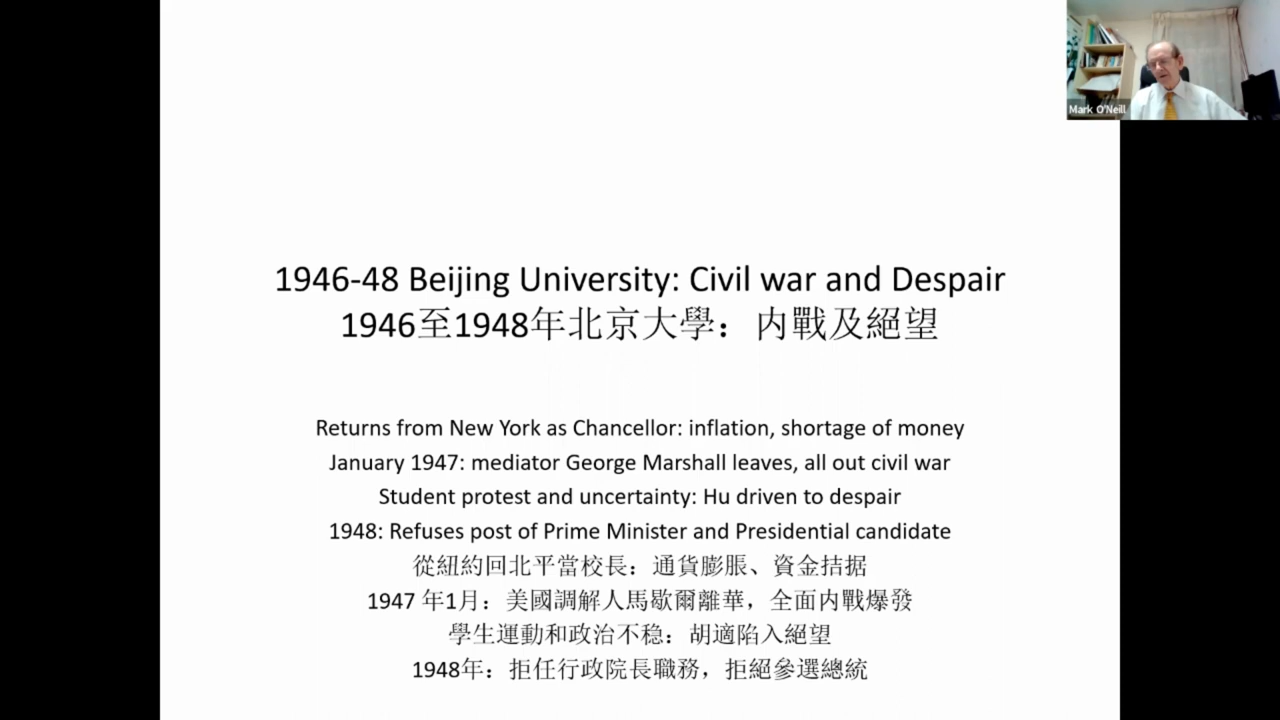 Mark O'Neill
1946-48 Beijing University: Civil war and Despair
1946至1948年北京大學：内戰及絕望
Returns from New York as Chancellor: inflation, shortage of money
January 1947: mediator George Marshall leaves, all out civil war
Student protest and uncertainty: Hu driven to despair
1948: Refuses post of Prime Minister and Presidential candidate
從紐約回北平當校長：通貨膨脹、資金拮据
1947 年1月：美國調解人馬歇爾離華，全面内戰爆發
學生運動和政治不稳：胡適陷入絕望
1948年：拒任行政院長職務，拒絕參選總統